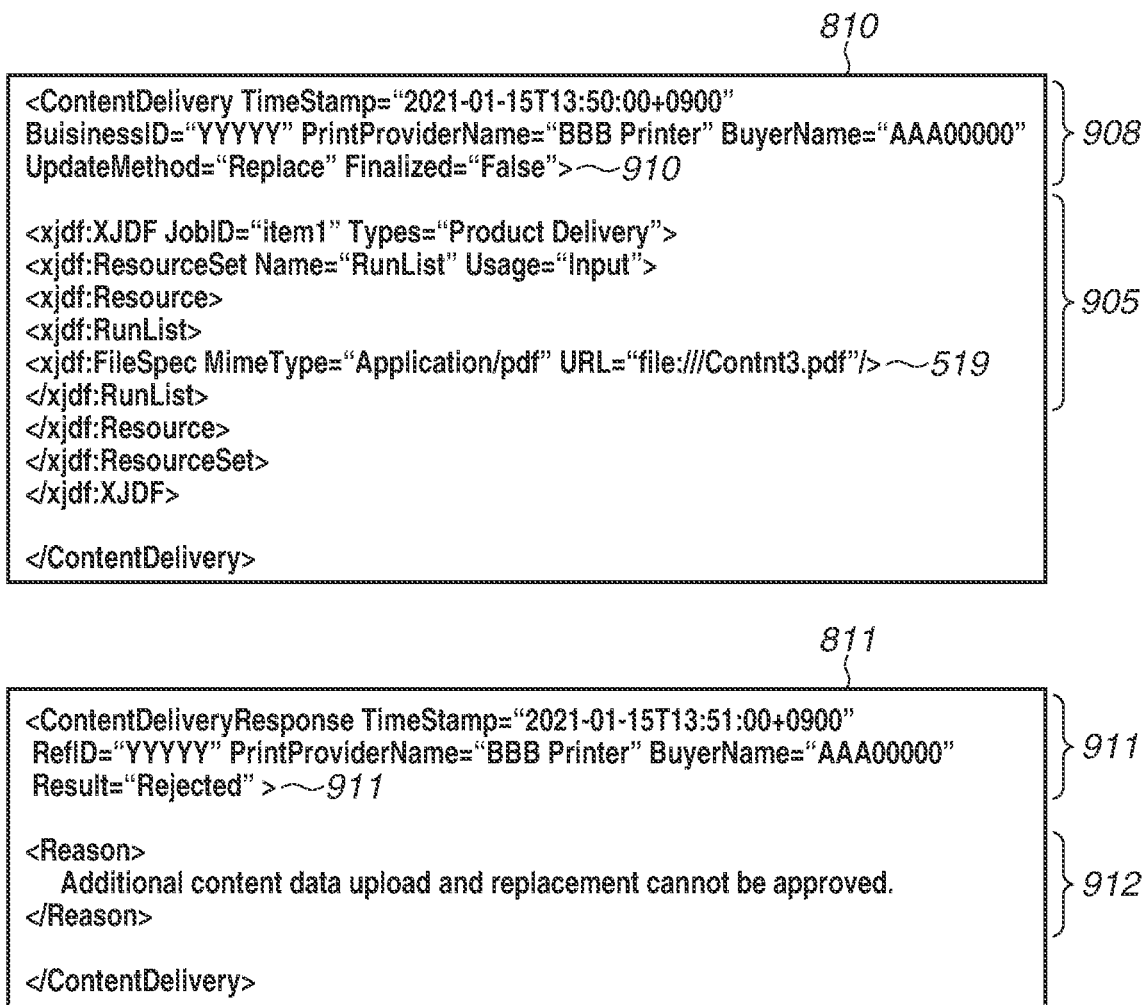 810
<ContentDelivery TimeStamp=“2021-01-15T13:50:00+0900”
BuisinessID=“YYYYY” PrintProviderName=“BBB Printer” BuyerName=“AAA00000”
UpdateMethod=“Replace” Finalized=“False”> 910
908
<xjdf:XJDF JobID=“item1” Types=“Product Delivery”>
<xjdf:ResourceSet Name=“RunList” Usage=“Input”>
<xjdf:Resource>
<xjdf:RunList>
<xjdf:FileSpec MimeType=“Application/pdf” URL=“file:///Contnt3.pdf”/> 519
</xjdf:RunList>
905
</xjdf:Resource>
</xjdf:ResourceSet>
</xjdf:XJDF>
</ContentDelivery>
811
<ContentDeliveryResponse TimeStamp=“2021-01-15T13:51:00+0900”
RefID=“YYYYY” PrintProviderName=“BBB Printer” BuyerName=“AAA00000”
Result=“Rejected” > 911
911
<Reason>
Additional content data upload and replacement cannot be approved.
</Reason>
912
</ContentDelivery>